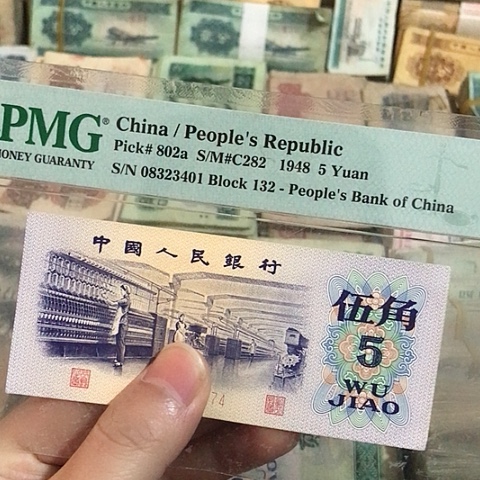 PMG®
MONEY GUARANTY
China / People's Republic
Pick# 802a S/M#C282 1948 5 Yuan
S/N 08323401 Block 132 - People's Bank of China
中國人民銀行
伍角
5
WU
JIAO
74